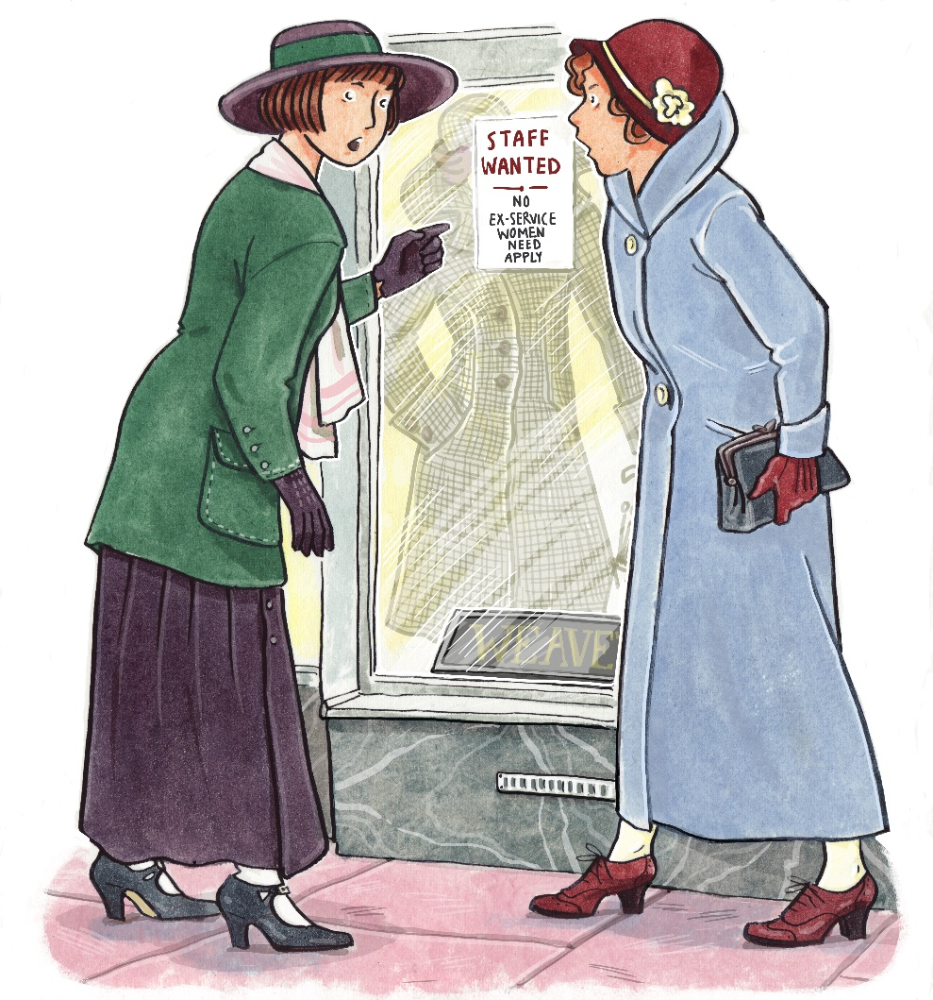 STAFF
WANTED
NO
EX-SERVICE
WOMEN
NEED
APPLY
WEAVE